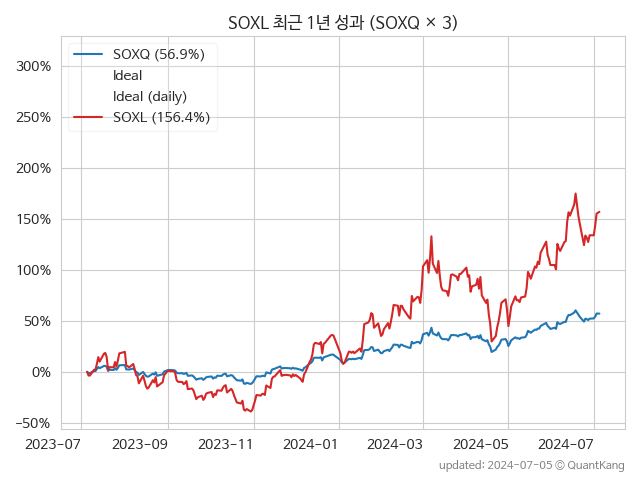 SOXL 최근 1년 성과 (SOXQ × 3)
SOXQ (56.9%)
Ideal
Ideal (daily)
SOXL (156.4%)
300%
250%
200%
150%
100%
50%
0%
−50%
2023−07 2023−09 2023−11 2024−01 2024−03 2024−05 2024−07
updated: 2024-07-05 © QuantKang